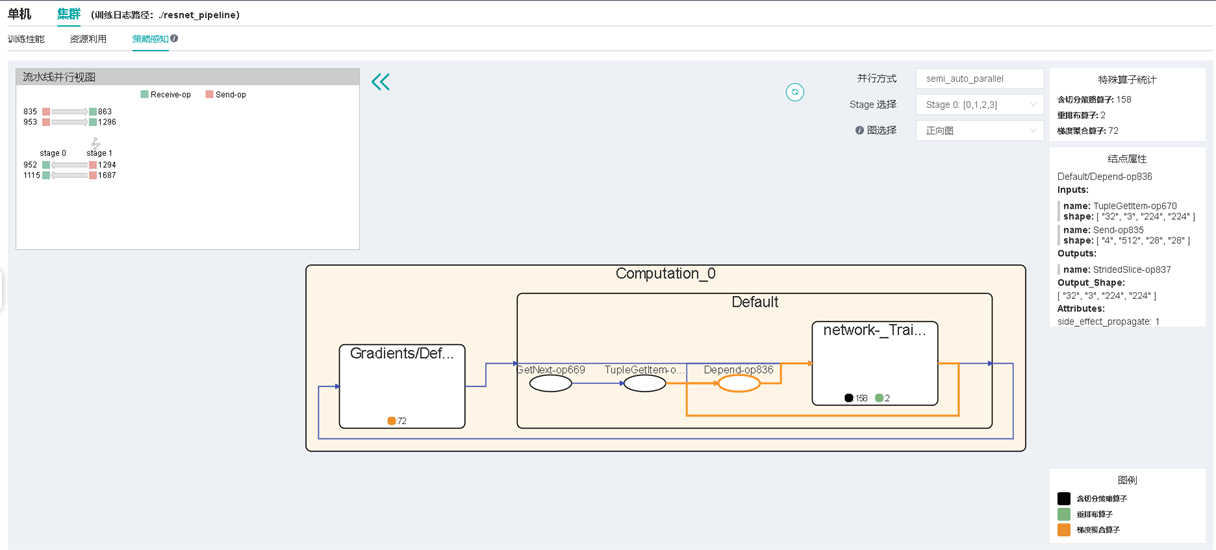 单机 集群 (训练日志路径: ./resnet_pipeline)
训练性能 资源利用 策略感知
流水线并行视图
Receive-op Send-op
835 863
953 1296
stage 0 stage 1
952 1294
1115 1687
并行方式 semi_auto_parallel
Stage 选择 Stage 0: [0,1,2,3]
图选择 正向图
特殊算子统计
含切分策略算子: 158
重排布算子: 2
梯度聚合算子: 72
结点属性
Default/Depend-op836
Inputs:
name: TupleGetItem-op670
shape: [ "32", "3", "224", "224" ]
name: Send-op835
shape: [ "4", "512", "28", "28" ]
Outputs:
name: StridedSlice-op837
Output_Shape:
[ "32", "3", "224", "224" ]
Attributes:
side_effect_propagate: 1
Computation_0
Default
network-_Trai...
Gradients/Def...
GetNext-op669 TupleGetItem-o... Depend-op836
:158 :2
:72
图例
含切分策略算子
重排布算子
梯度聚合算子